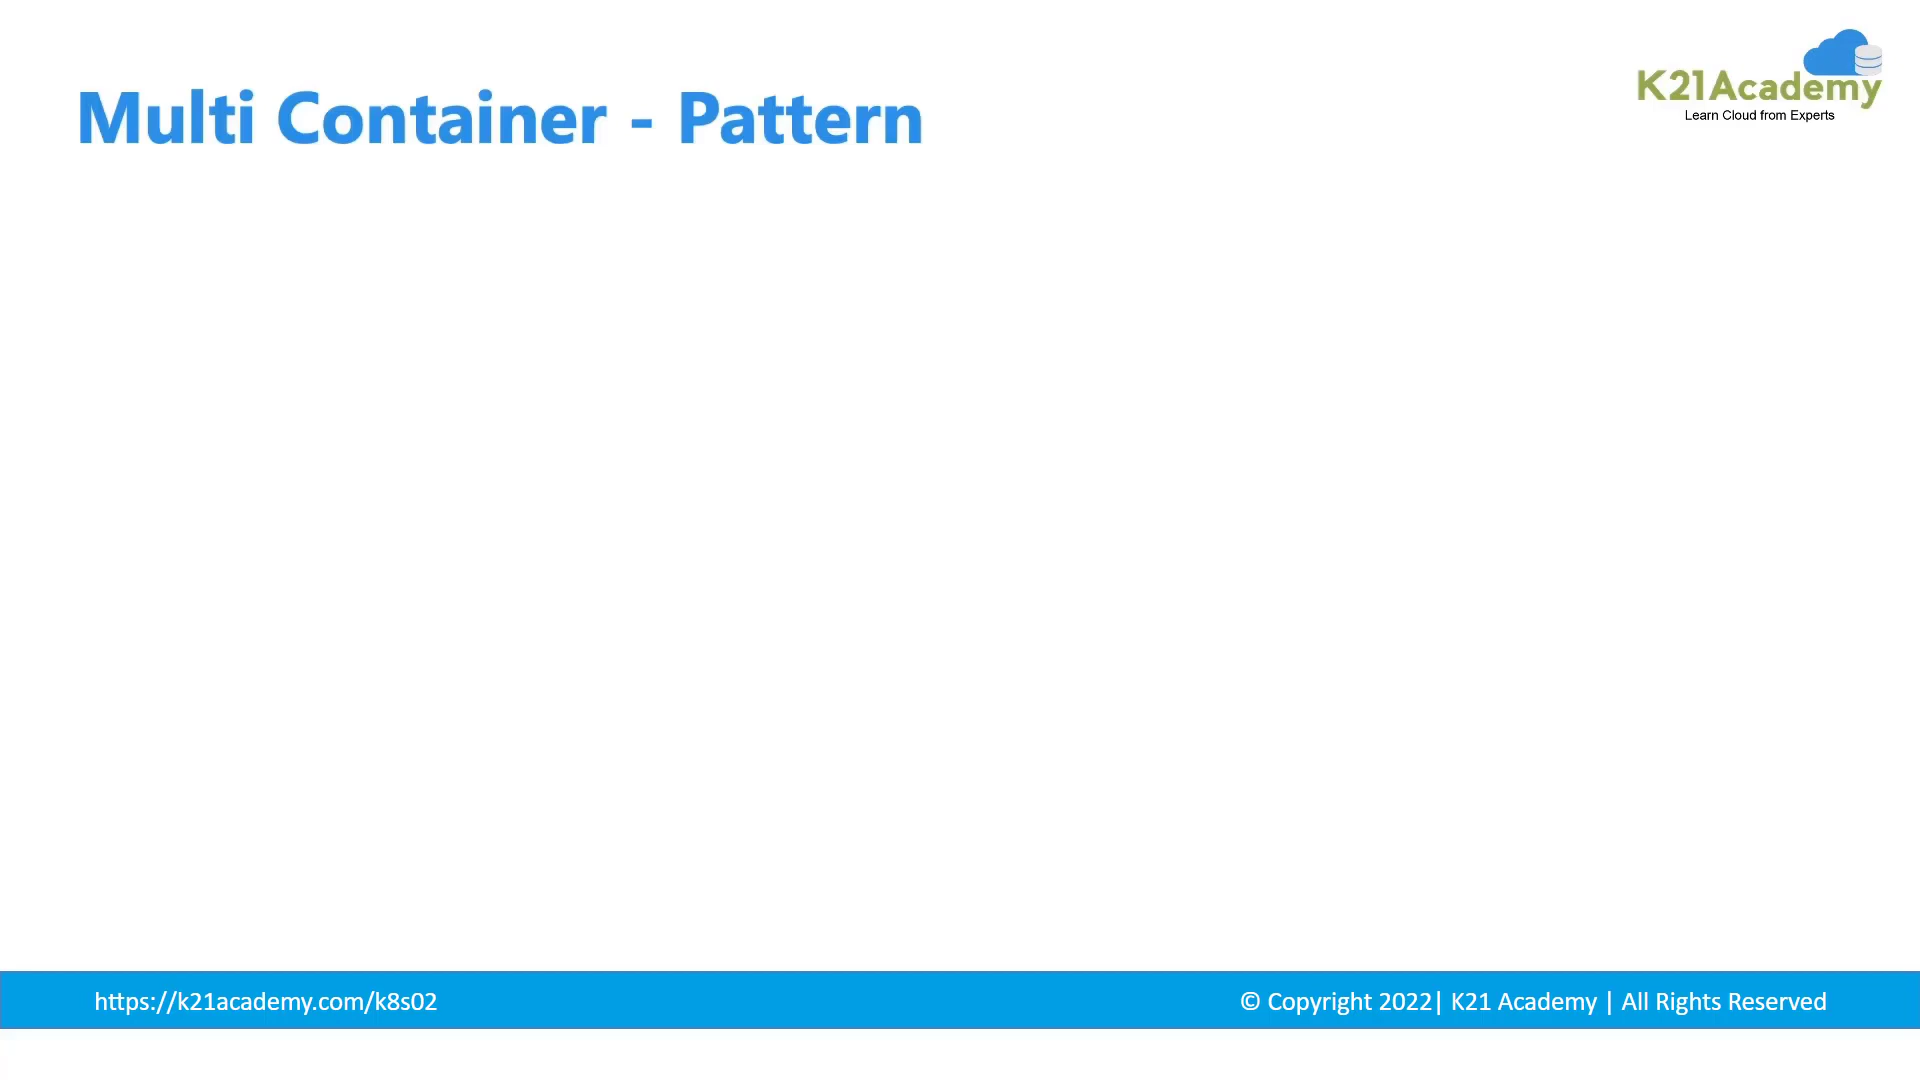 K21Academy
Learn Cloud from Experts
Multi Container - Pattern
https://k21academy.com/k8s02
© Copyright 2022| K21 Academy | All Rights Reserved